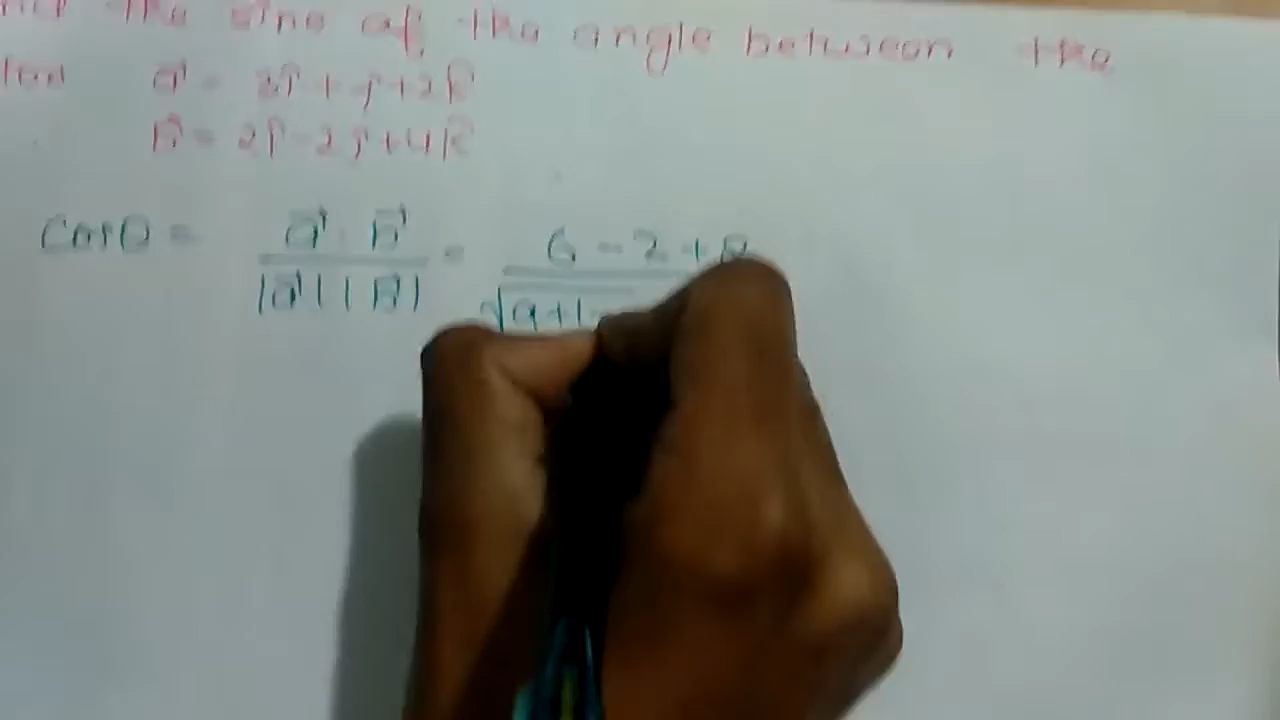 the sine of the angle between the
a⃗ = 3î + ĵ + 2k̂
b⃗ = 2î - 2ĵ + 4k̂
Cosθ = a⃗ . b⃗ / |a⃗| |b⃗| = 6 - 2 + 8 / √9+1